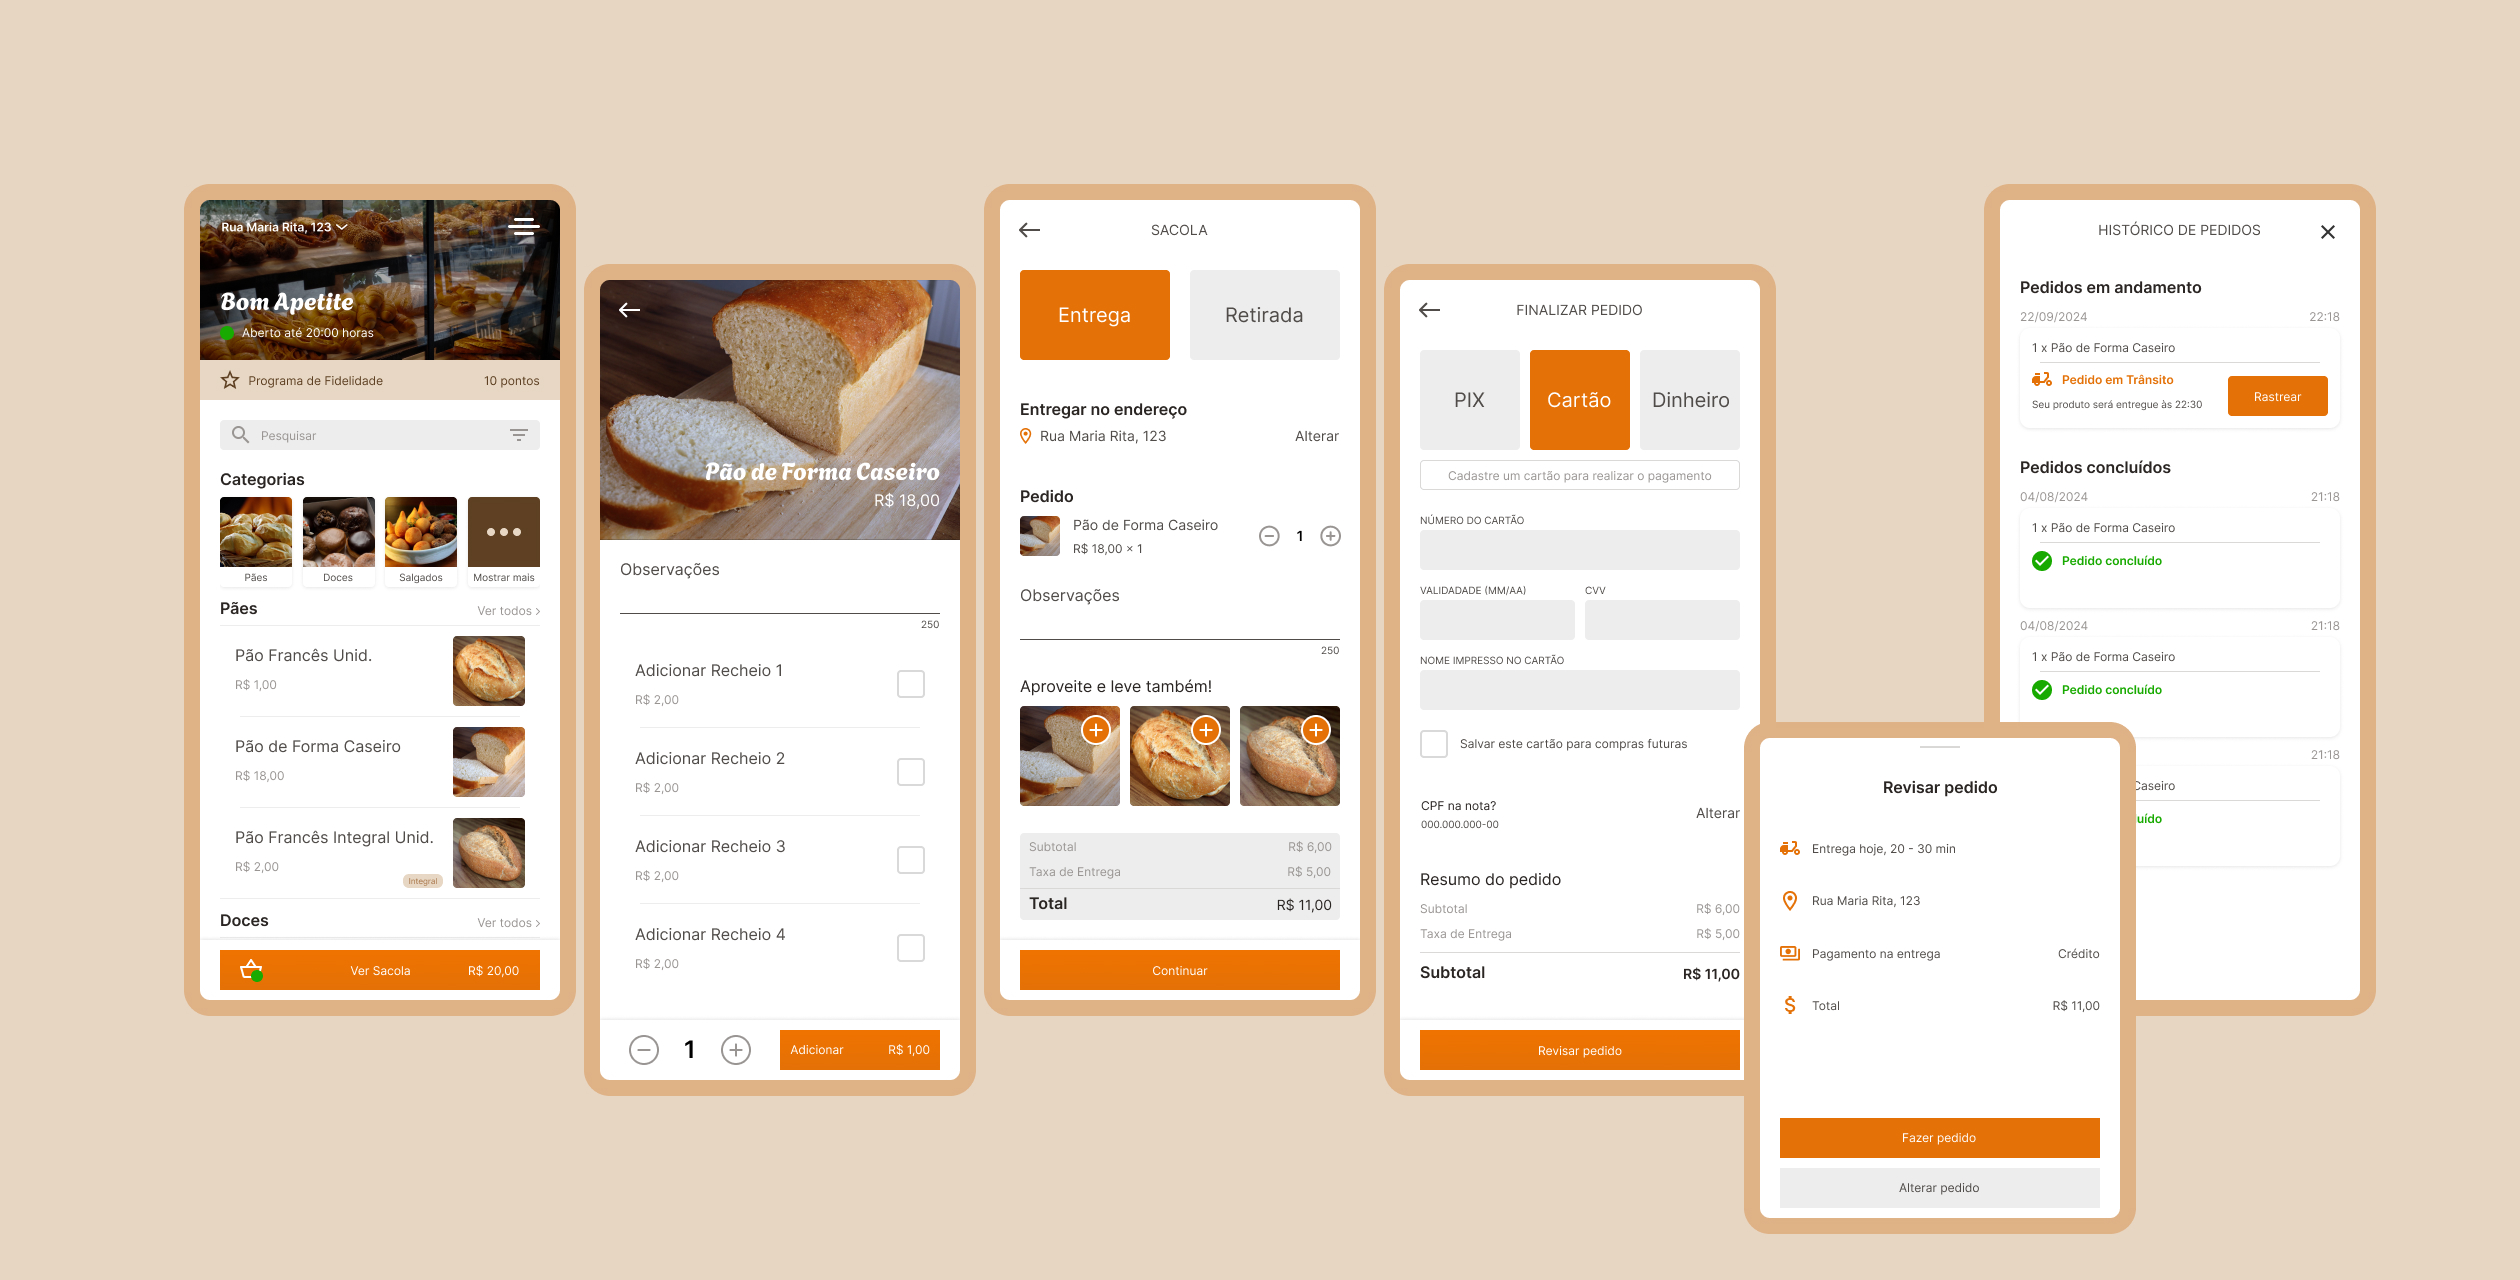 Rua Maria Rita, 123
Bom Apetite
Aberto até 20:00 horas
Programa de Fidelidade 10 pontos
Pesquisar
Categorias
Pães Doces Salgados Mostrar mais
Pães Ver todos >
Pão Francês Unid.
R$ 1,00
Pão de Forma Caseiro
R$ 18,00
Pão Francês Integral Unid.
R$ 2,00
Integral
Doces Ver todos >
Ver Sacola R$ 20,00
Pão de Forma Caseiro
R$ 18,00
Observações
250
Adicionar Recheio 1
R$ 2,00
Adicionar Recheio 2
R$ 2,00
Adicionar Recheio 3
R$ 2,00
Adicionar Recheio 4
R$ 2,00
1 Adicionar R$ 1,00
SACOLA
Entrega Retirada
Entregar no endereço
Rua Maria Rita, 123 Alterar
Pedido
Pão de Forma Caseiro
R$ 18,00 × 1
1
Observações
250
Aproveite e leve também!
Subtotal R$ 6,00
Taxa de Entrega R$ 5,00
Total R$ 11,00
Continuar
FINALIZAR PEDIDO
PIX Cartão Dinheiro
Cadastre um cartão para realizar o pagamento
NÚMERO DO CARTÃO
VALIDADADE (MM/AA) CVV
NOME IMPRESSO NO CARTÃO
Salvar este cartão para compras futuras
CPF na nota?
000.000.000-00
Alterar
Resumo do pedido
Subtotal R$ 6,00
Taxa de Entrega R$ 5,00
Subtotal R$ 11,00
Revisar pedido
Revisar pedido
Entrega hoje, 20 - 30 min
Rua Maria Rita, 123
Pagamento na entrega Crédito
Total R$ 11,00
Fazer pedido
Alterar pedido
HISTÓRICO DE PEDIDOS
Pedidos em andamento
22/09/2024 22:18
1 x Pão de Forma Caseiro
Pedido em Trânsito
Seu produto será entregue às 22:30
Rastrear
Pedidos concluídos
04/08/2024 21:18
1 x Pão de Forma Caseiro
Pedido concluído
04/08/2024 21:18
1 x Pão de Forma Caseiro
Pedido concluído
21:18
Caseiro
uído